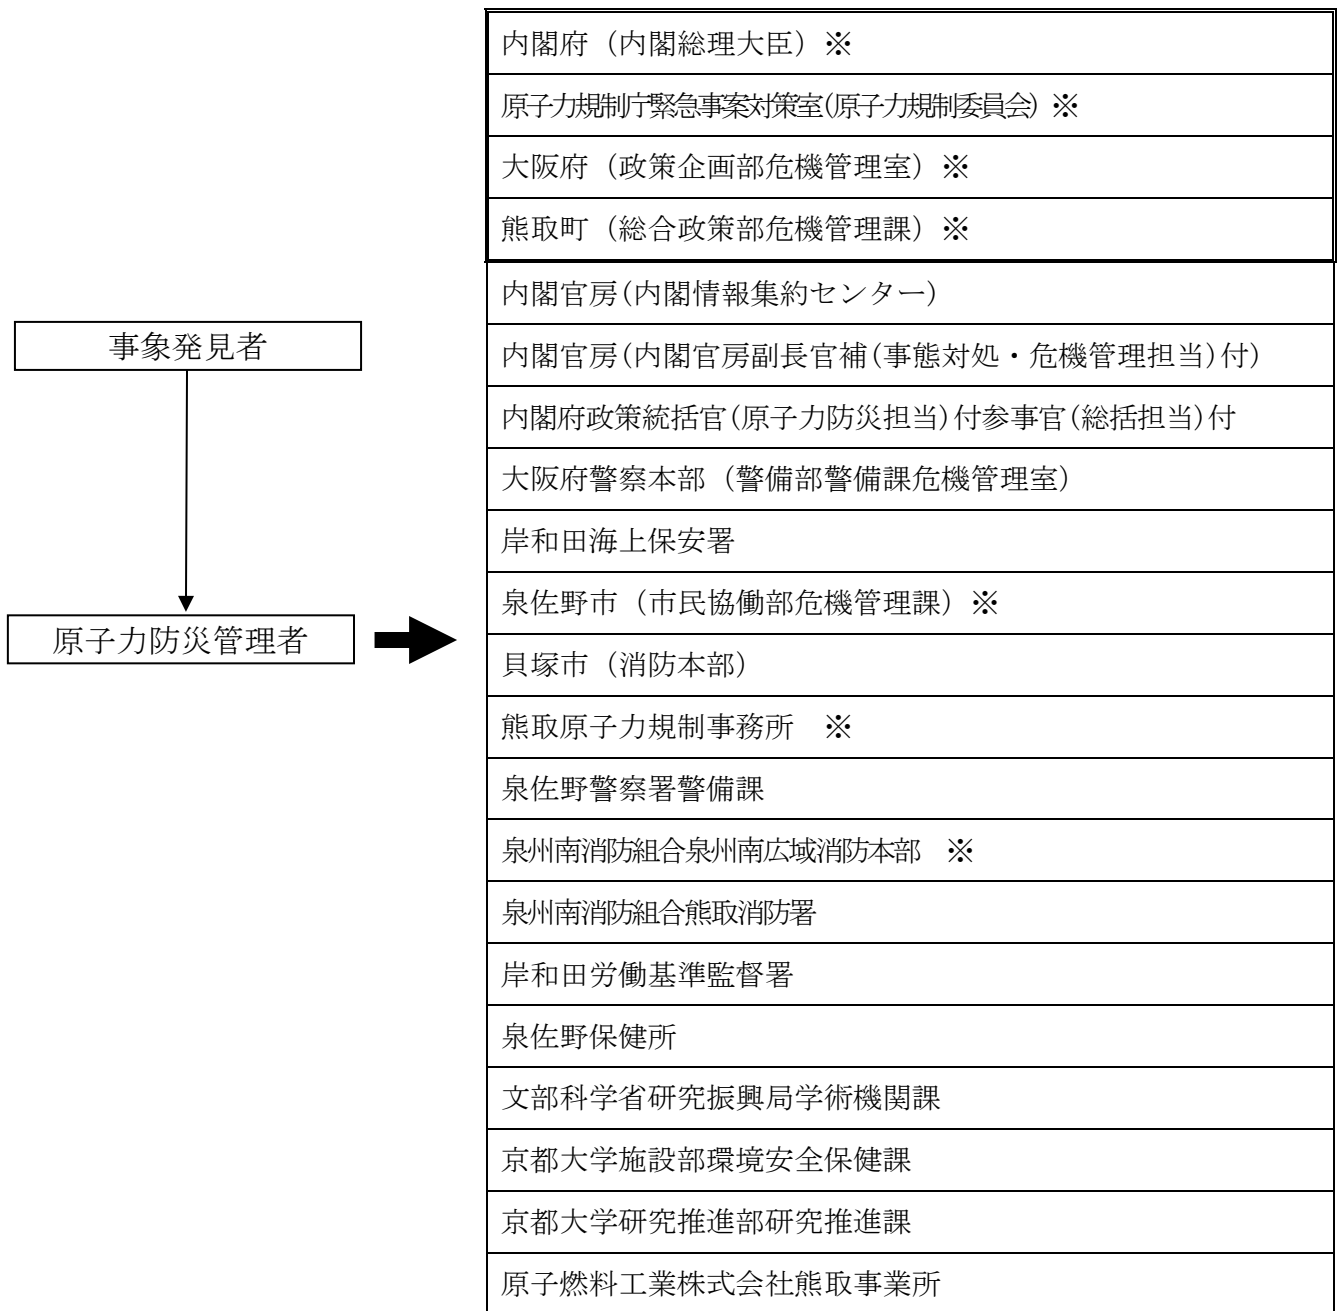 事象発見者
原子力防災管理者
内閣府（内閣総理大臣）※
原子力規制庁緊急事案対策室(原子力規制委員会) ※
大阪府（政策企画部危機管理室）※
熊取町（総合政策部危機管理課）※
内閣官房(内閣情報集約センター)
内閣官房(内閣官房副長官補(事態対処・危機管理担当)付)
内閣府政策統括官(原子力防災担当)付参事官(総括担当)付
大阪府警察本部（警備部警備課危機管理室）
岸和田海上保安署
泉佐野市（市民協働部危機管理課）※
貝塚市（消防本部）
熊取原子力規制事務所　※
泉佐野警察署警備課
泉州南消防組合泉州南広域消防本部　※
泉州南消防組合熊取消防署
岸和田労働基準監督署
泉佐野保健所
文部科学省研究振興局学術機関課
京都大学施設部環境安全保健課
京都大学研究推進部研究推進課
原子燃料工業株式会社熊取事業所